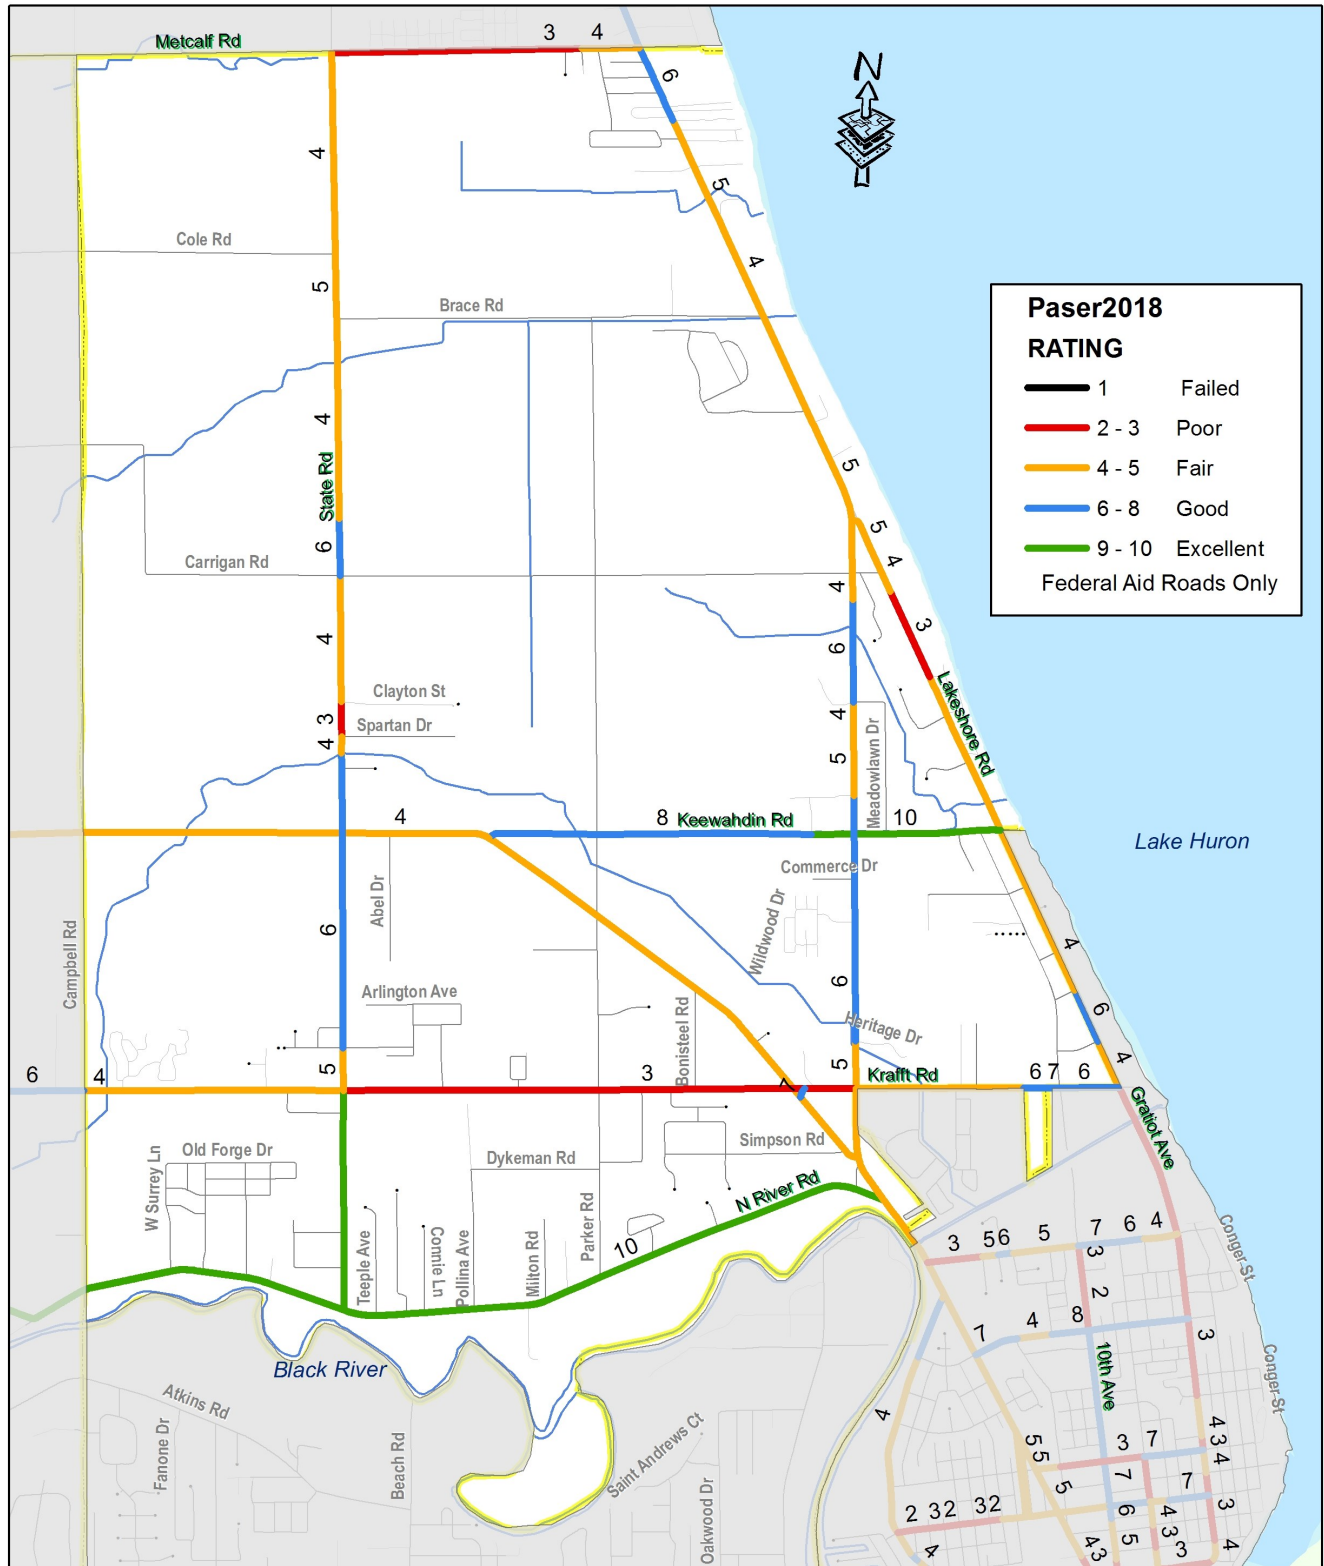 Metcalf Rd
3
4
6
N
4
5
Cole Rd
4
5
Brace Rd
Paser2018
RATING
1 Failed
2 - 3 Poor
4 - 5 Fair
6 - 8 Good
9 - 10 Excellent
Federal Aid Roads Only
4
State Rd
5
5
6
4
Carrigan Rd
4
3
4
6
Clayton St
3
Spartan Dr
4
4
5
Meadowlawn Dr
Lakeshore Rd
4
8
Keewahdin Rd
10
Lake Huron
Commerce Dr
Abel Dr
Wildwood Dr
6
4
Campbell Rd
Arlington Ave
6
6
Bonisteel Rd
Heritage Dr
6
4
5
3
7
5
Krafft Rd
6
7
6
4
Gratiot Ave
W Surrey Ln
Old Forge Dr
Simpson Rd
Dykeman Rd
N River Rd
Teeple Ave
Connie Ln
Pollina Ave
Milton Rd
Parker Rd
10
3
5
6
5
7
6
4
Conger St
3
2
8
4
7
3
Black River
10th Ave
Conger St
Atkins Rd
Fanone Dr
Beach Rd
Saint Andrews Ct
Oakwood Dr
4
5
5
3
7
4
3
4
5
7
7
2
3
2
3
2
6
4
3
4
5
3
4
3
3
4